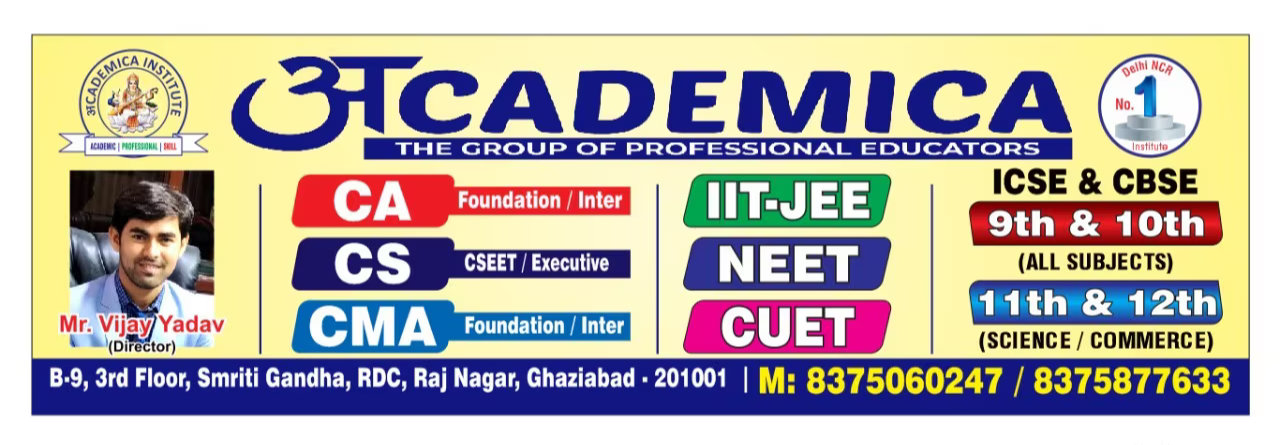 अCADEMICA INSTITUTE
ACADEMIC | PROFESSIONAL | SKILL
अCADEMICA
THE GROUP OF PROFESSIONAL EDUCATORS
Delhi NCR
No. 1
Institute
Mr. Vijay Yadav
(Director)
CA Foundation / Inter
CS CSEET / Executive
CMA Foundation / Inter
IIT-JEE
NEET
CUET
ICSE & CBSE
9th & 10th
(ALL SUBJECTS)
11th & 12th
(SCIENCE / COMMERCE)
B-9, 3rd Floor, Smriti Gandha, RDC, Raj Nagar, Ghaziabad - 201001 | M: 8375060247 / 8375877633